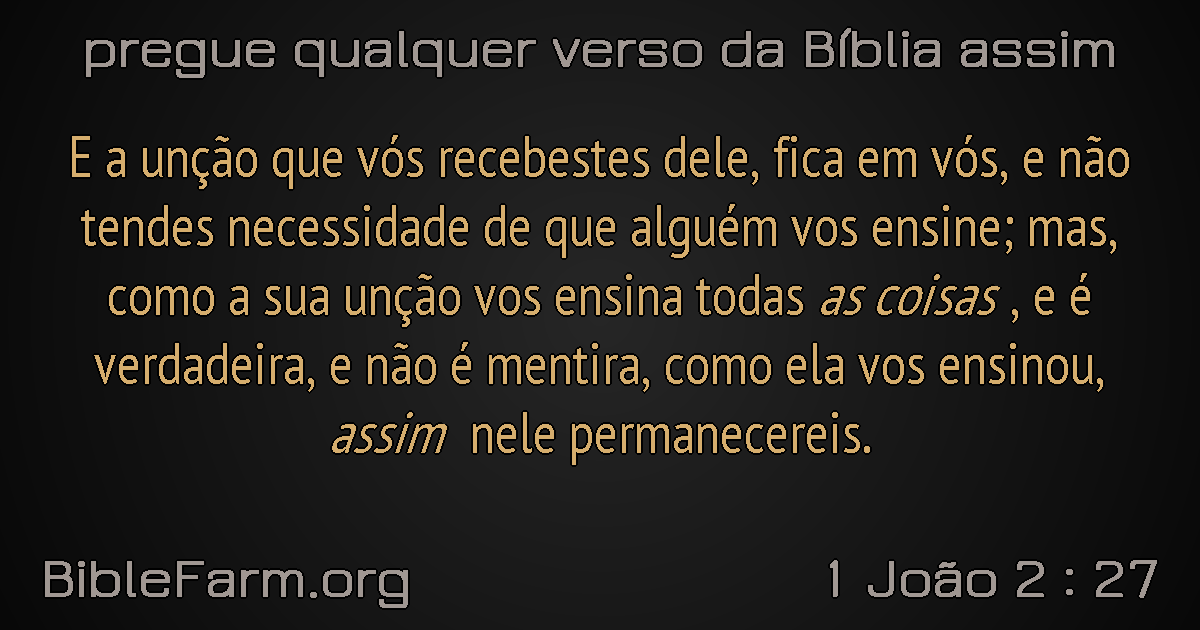 pregue qualquer verso da Bíblia assim
E a unção que vós recebestes dele, fica em vós, e não
tendes necessidade de que alguém vos ensine; mas,
como a sua unção vos ensina todas as coisas , e é
verdadeira, e não é mentira, como ela vos ensinou,
assim nele permanecereis.
BibleFarm.org
1 João 2 : 27